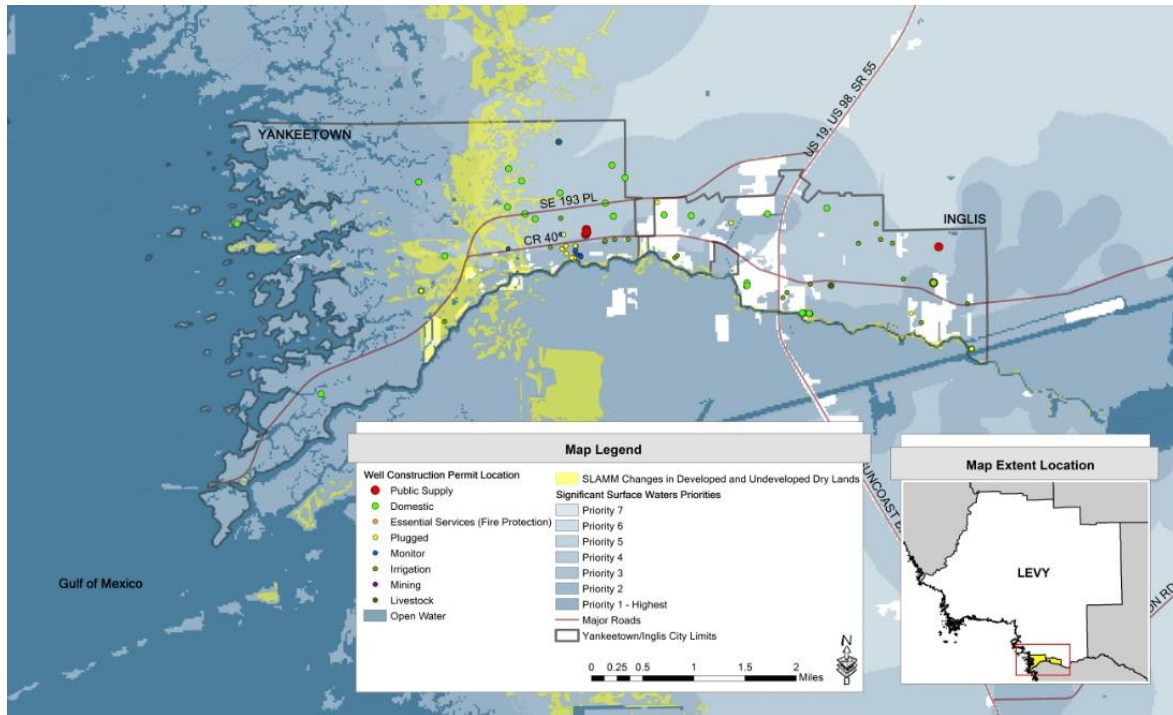 YANKEETOWN
US 19, US 98, SR 55
SE 193 PL
INGLIS
CR 40
Gulf of Mexico
Map Legend
Well Construction Permit Location
Public Supply
Domestic
Essential Services (Fire Protection)
Plugged
Monitor
Irrigation
Mining
Livestock
Open Water
SLAMM Changes in Developed and Undeveloped Dry Lands
Significant Surface Waters Priorities
Priority 7
Priority 6
Priority 5
Priority 4
Priority 3
Priority 2
Priority 1 - Highest
Major Roads
Yankeetown/Inglis City Limits
0 0.25 0.5 1 1.5 2
Miles
N
UNCOAST B
Map Extent Location
LEVY
ON RD